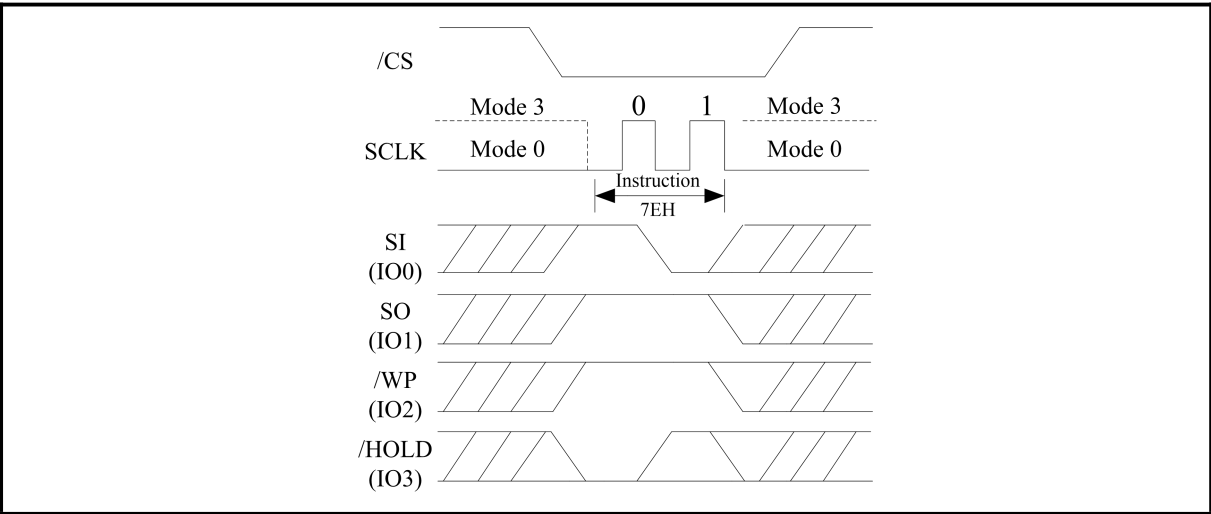 /CS
Mode 3 0 1 Mode 3
SCLK Mode 0 Mode 0
Instruction
7EH
SI
(IO0)
SO
(IO1)
/WP
(IO2)
/HOLD
(IO3)